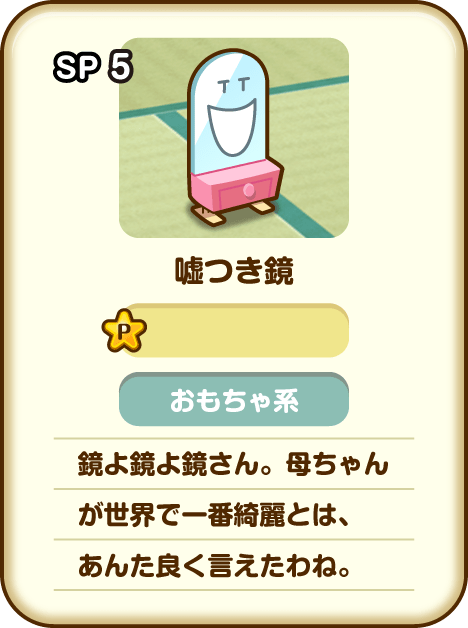 SP 5
嘘つき鏡
P
おもちゃ系
鏡よ鏡よ鏡さん。母ちゃん
が世界で一番綺麗とは、
あんた良く言えたわね。